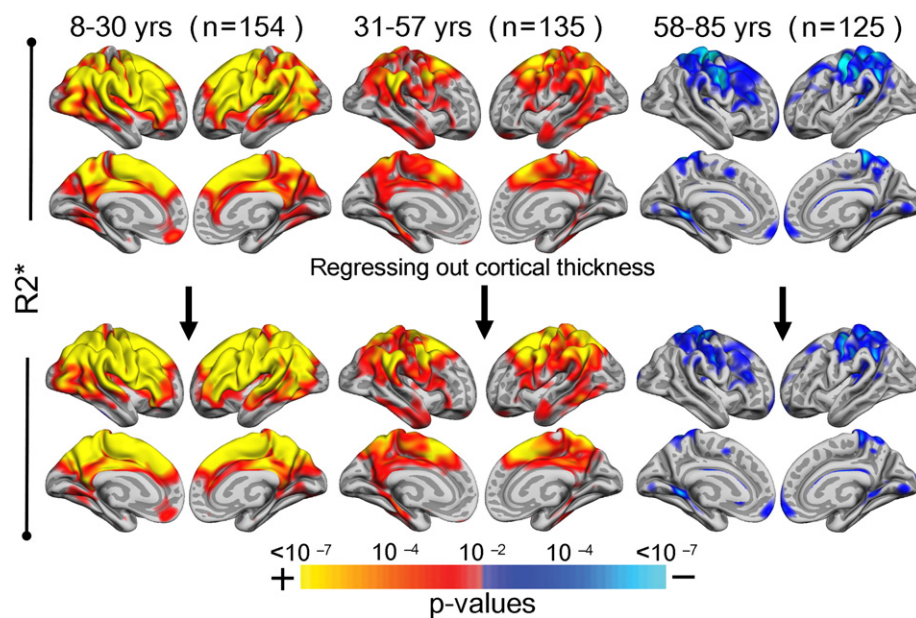 8-30 yrs (n=154) 31-57 yrs (n=135) 58-85 yrs (n=125)
R2*
Regressing out cortical thickness
<10 –7 10 –4 10 –2 10 –4 <10 –7
+ –
p-values